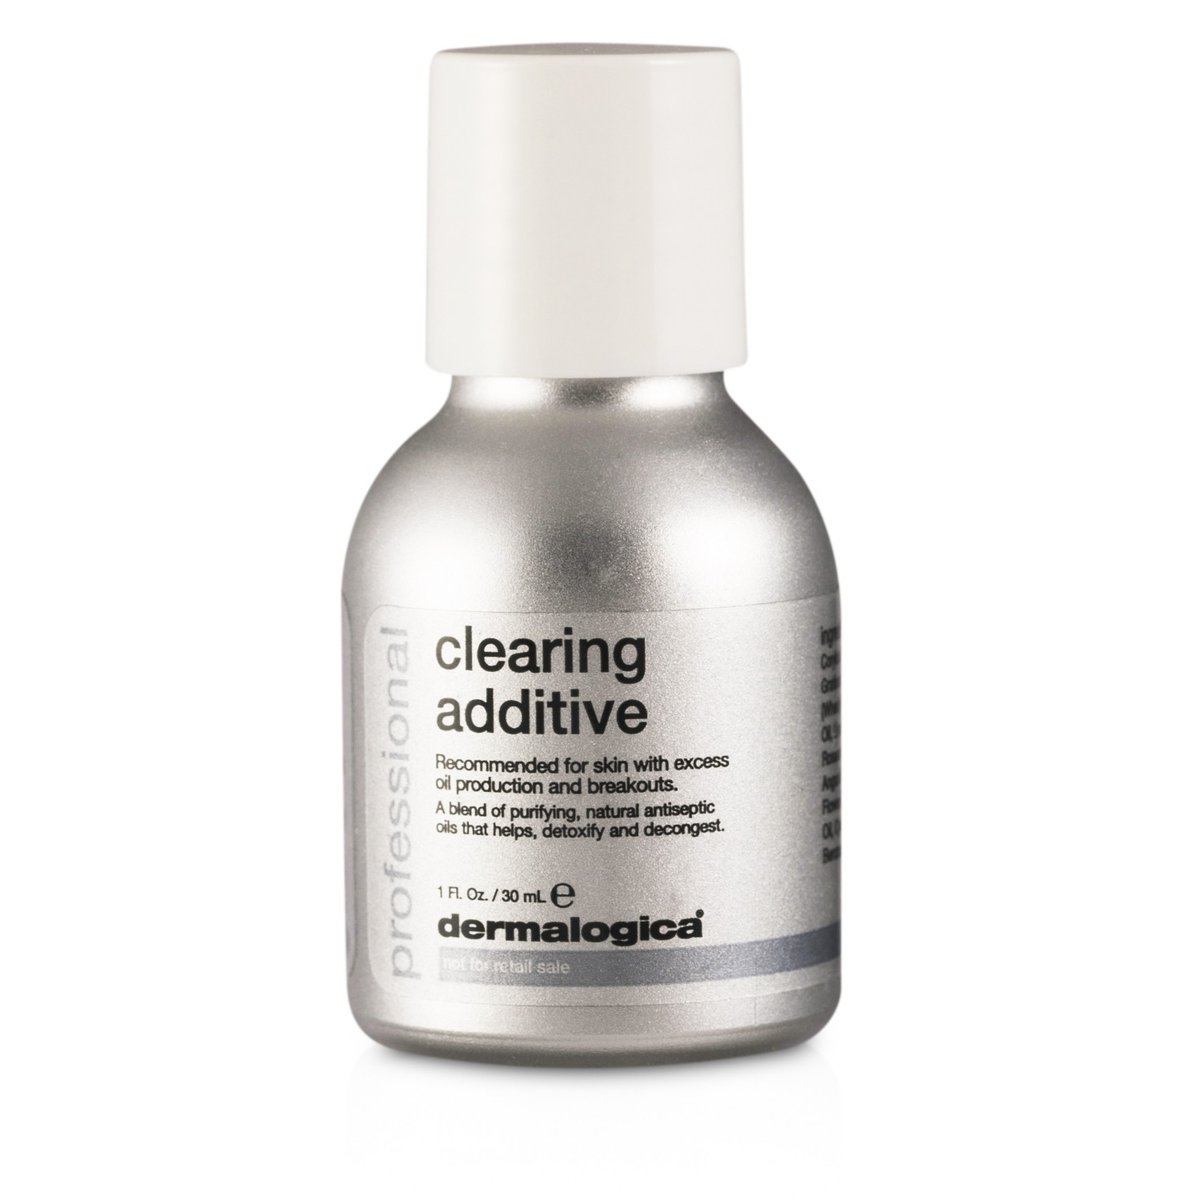 professional
clearing
additive
Recommended for skin with excess
oil production and breakouts.
A blend of purifying, natural antiseptic
oils that helps, detoxify and decongest.
1 Fl. Oz. / 30 mL e
dermalogica®
not for retail sale